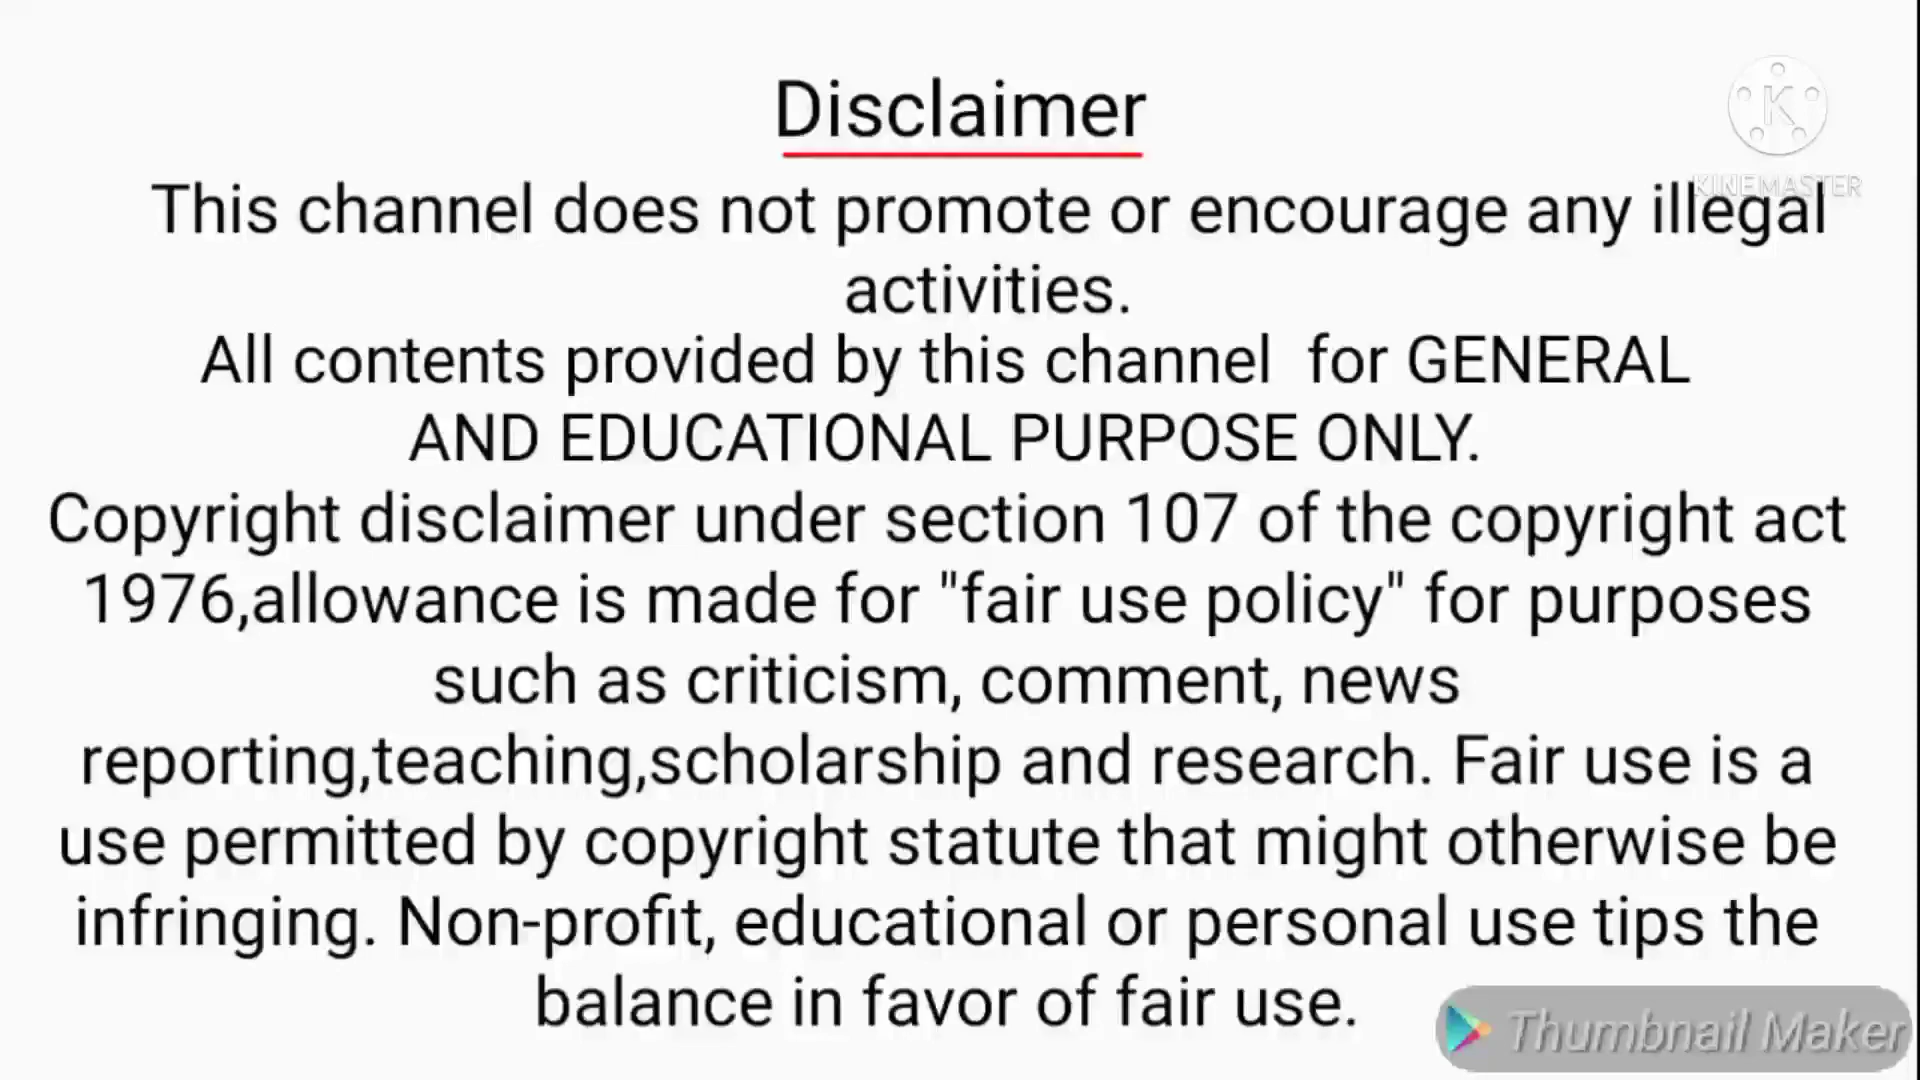 Disclaimer
KINEMASTER
This channel does not promote or encourage any illegal
activities.
All contents provided by this channel  for GENERAL
AND EDUCATIONAL PURPOSE ONLY.
Copyright disclaimer under section 107 of the copyright act
1976,allowance is made for "fair use policy" for purposes
such as criticism, comment, news
reporting,teaching,scholarship and research. Fair use is a
use permitted by copyright statute that might otherwise be
infringing. Non-profit, educational or personal use tips the
balance in favor of fair use.
Thumbnail Maker